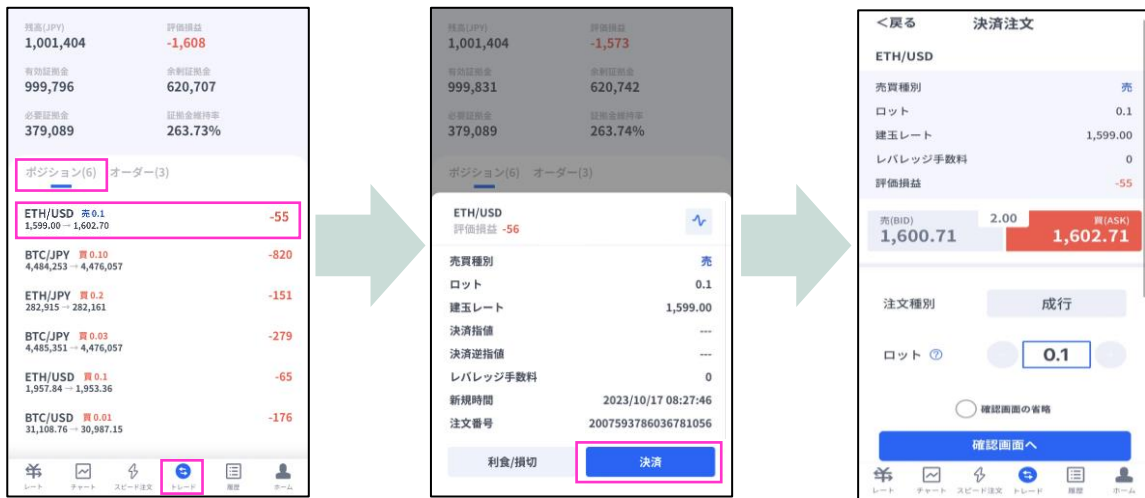 残高(JPY) 評価損益
1,001,404 -1,608
有効証拠金 余剰証拠金
999,796 620,707
必要証拠金 証拠金維持率
379,089 263.73%
ポジション(6) オーダー(3)
ETH/USD 売 0.1 -55
1,599.00 → 1,602.70
BTC/JPY 買 0.10 -820
4,484,253 → 4,476,057
ETH/JPY 買 0.2 -151
282,915 → 282,161
BTC/JPY 買 0.03 -279
4,485,351 → 4,476,057
ETH/USD 買 0.1 -65
1,957.84 → 1,953.36
BTC/USD 買 0.01 -176
31,108.76 → 30,987.15
レート チャート スピード注文 トレード 履歴 ホーム
残高(JPY) 評価損益
1,001,404 -1,573
有効証拠金 余剰証拠金
999,831 620,742
必要証拠金 証拠金維持率
379,089 263.74%
ポジション(6) オーダー(3)
ETH/USD
評価損益 -56
売買種別 売
ロット 0.1
建玉レート 1,599.00
決済指値 ---
決済逆指値 ---
レバレッジ手数料 0
新規時間 2023/10/17 08:27:46
注文番号 2007593786036781056
利食/損切 決済
<戻る 決済注文
ETH/USD
売買種別 売
ロット 0.1
建玉レート 1,599.00
レバレッジ手数料 0
評価損益 -55
売(BID) 2.00 買(ASK)
1,600.71 1,602.71
注文種別 成行
ロット ? - 0.1 +
確認画面の省略
確認画面へ
レート チャート スピード注文 トレード 履歴 ホーム